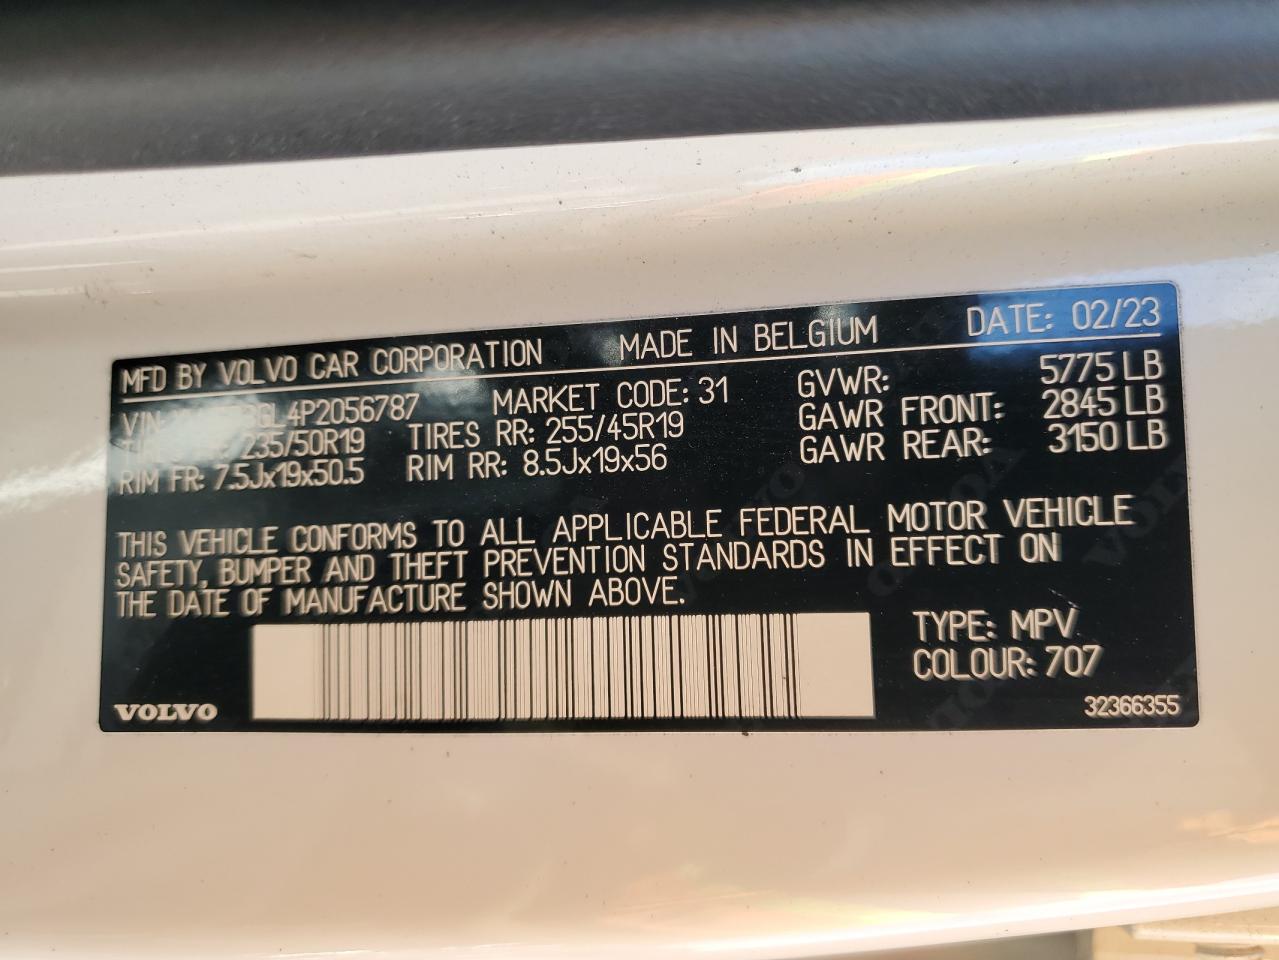 MFD BY VOLVO CAR CORPORATION MADE IN BELGIUM DATE: 02/23
VIN MARKET CODE: 31 GVWR: 5775 LB
235/50R19 TIRES RR: 255/45R19 GAWR FRONT: 2845 LB
RIM FR: 7.5Jx19x50.5 RIM RR: 8.5Jx19x56 GAWR REAR: 3150 LB
THIS VEHICLE CONFORMS TO ALL APPLICABLE FEDERAL MOTOR VEHICLE
SAFETY, BUMPER AND THEFT PREVENTION STANDARDS IN EFFECT ON
THE DATE OF MANUFACTURE SHOWN ABOVE.
TYPE: MPV
COLOUR: 707
VOLVO
32366355